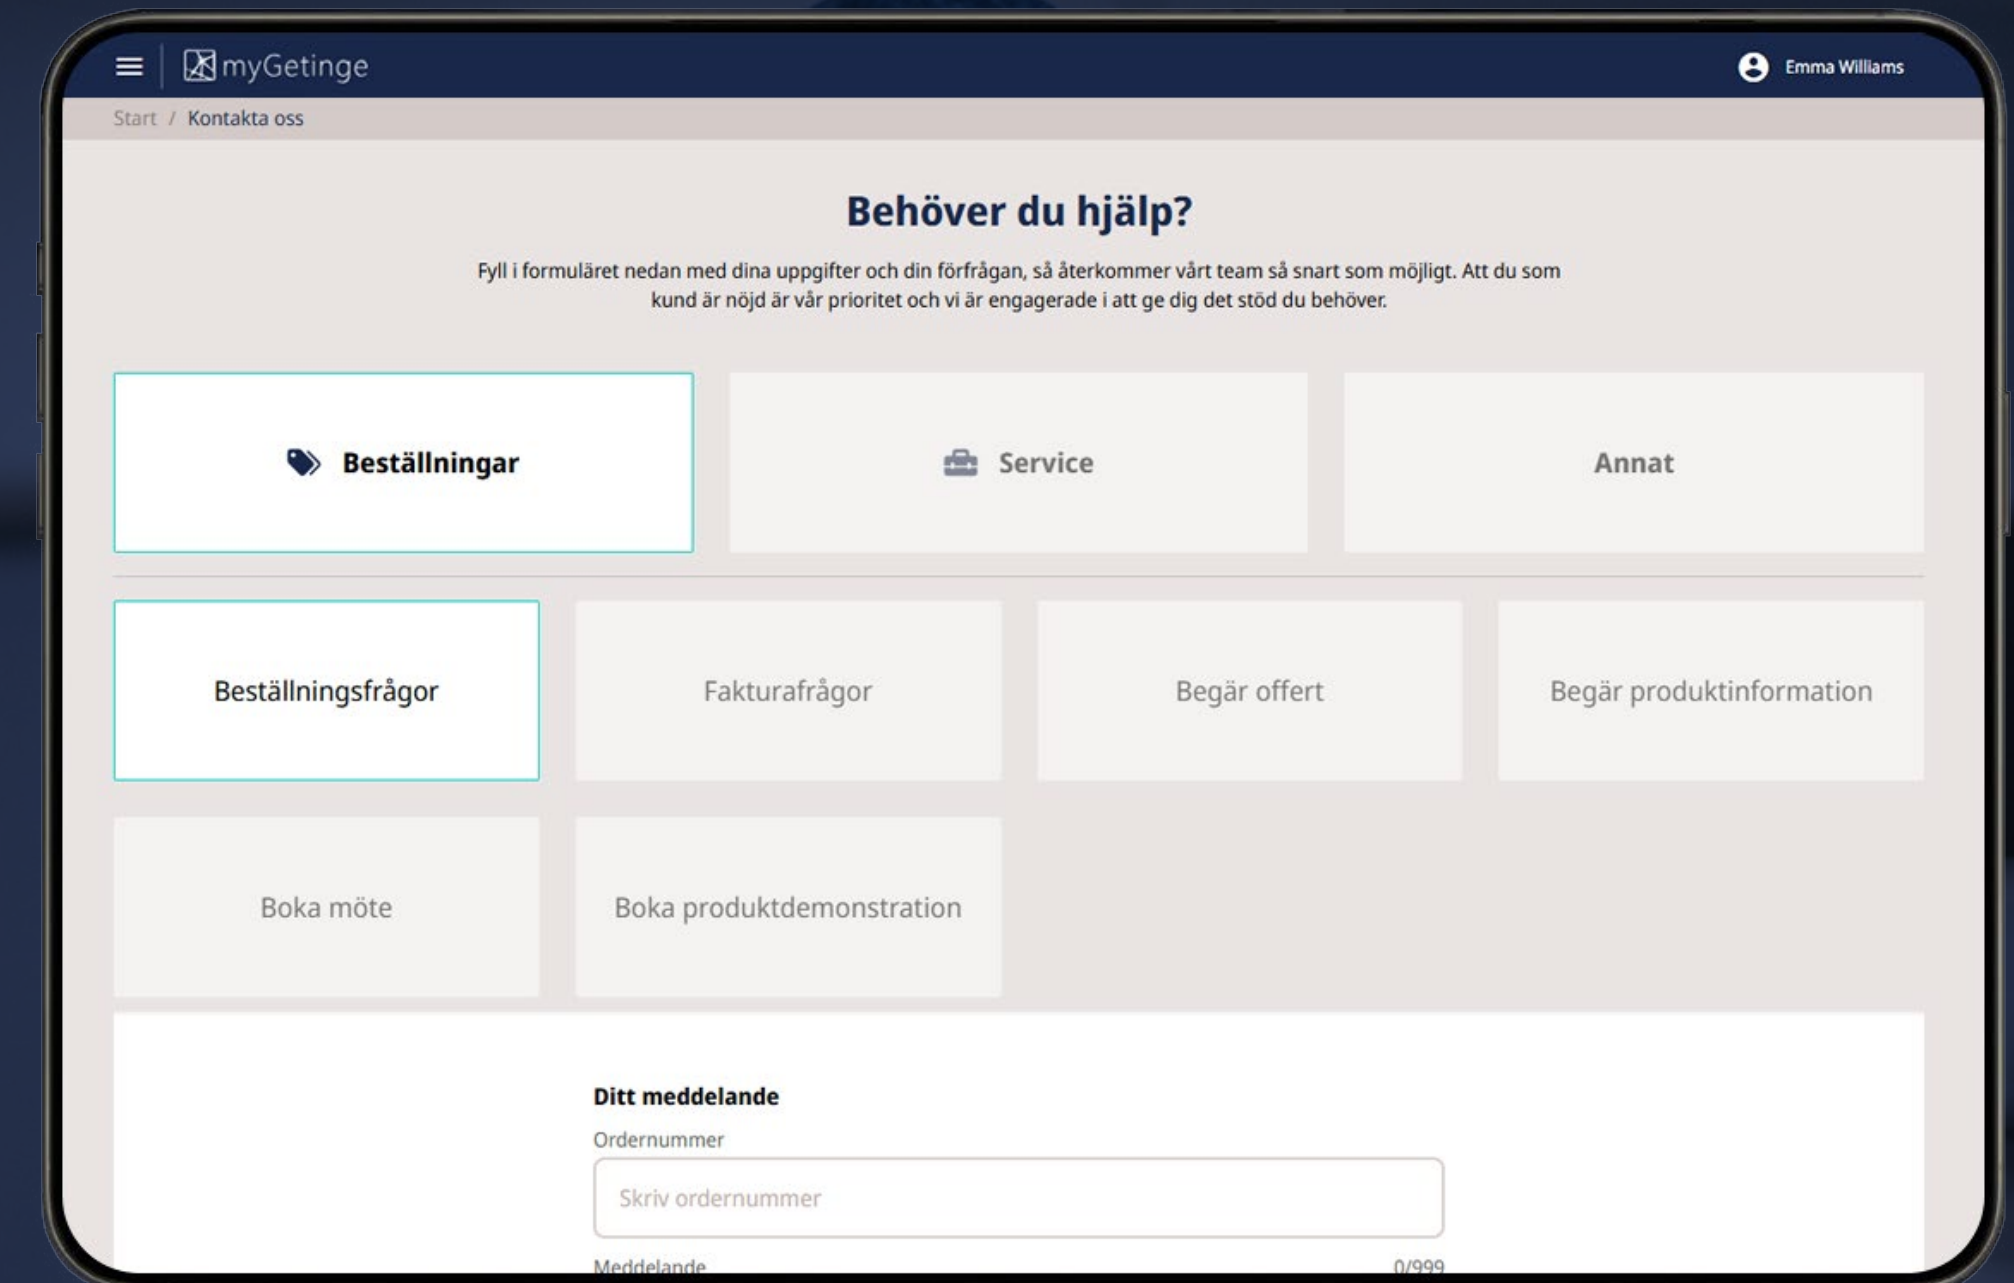 myGetinge
Emma Williams
Start / Kontakta oss
Behöver du hjälp?
Fyll i formuläret nedan med dina uppgifter och din förfrågan, så återkommer vårt team så snart som möjligt. Att du som
kund är nöjd är vår prioritet och vi är engagerade i att ge dig det stöd du behöver.
Beställningar
Service
Annat
Beställningsfrågor
Fakturafrågor
Begär offert
Begär produktinformation
Boka möte
Boka produktdemonstration
Ditt meddelande
Ordernummer
Skriv ordernummer
Meddelande
0/999